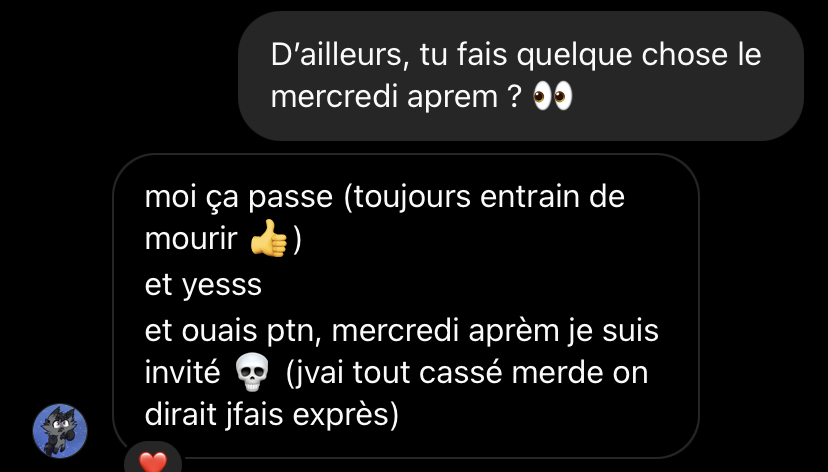 D’ailleurs, tu fais quelque chose le
mercredi aprem ? 👀
moi ça passe (toujours entrain de
mourir 👍)
et yesss
et ouais ptn, mercredi aprèm je suis
invité 💀 (jvai tout cassé merde on
dirait jfais exprès)